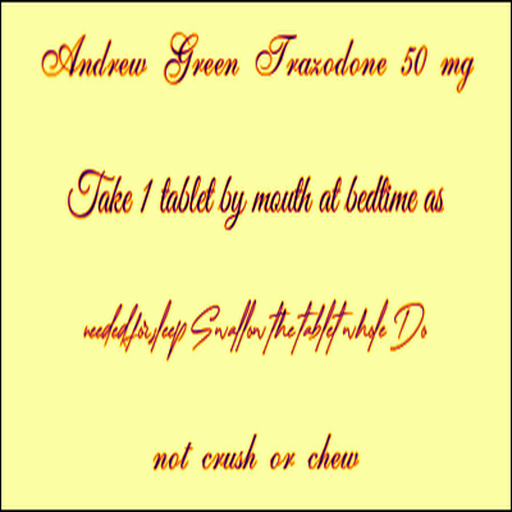 Andrew Green Trazodone 50 mg
Take 1 tablet by mouth at bedtime as
needed for sleep Swallow the tablet whole Do
not crush or chew